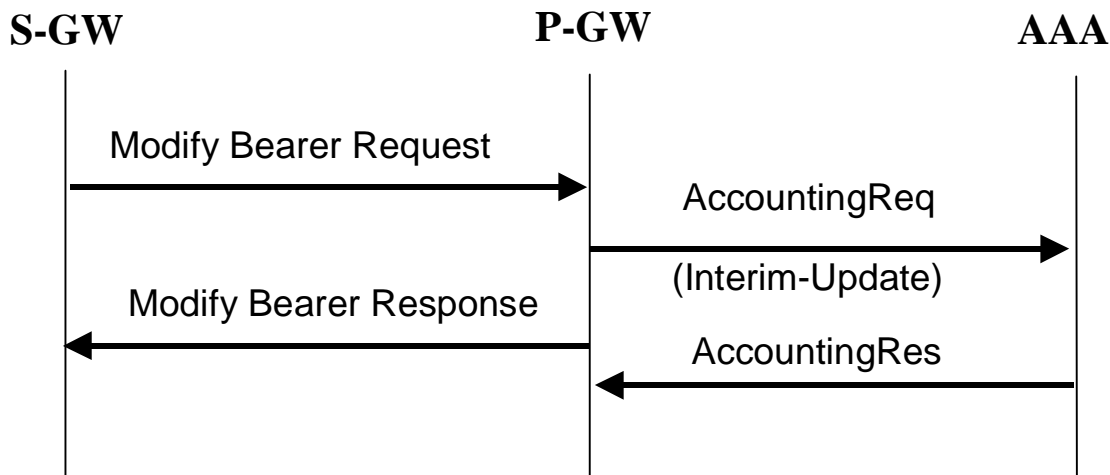 S-GW
P-GW
AAA
Modify Bearer Request
AccountingReq
(Interim-Update)
Modify Bearer Response
AccountingRes